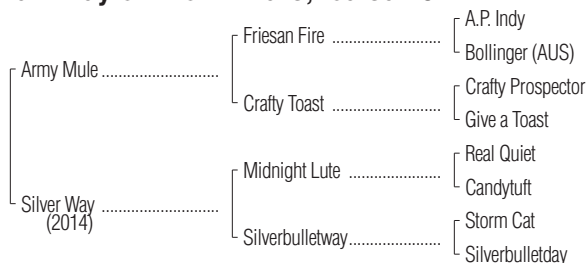 A.P. Indy
Friesan Fire ..............................
Bollinger (AUS)
Army Mule ..............................
Crafty Prospector
Crafty Toast ..............................
Give a Toast
Real Quiet
Midnight Lute ..............................
Candytuft
Silver Way ..............................
(2014)
Storm Cat
Silverbulletway..............................
Silverbulletday